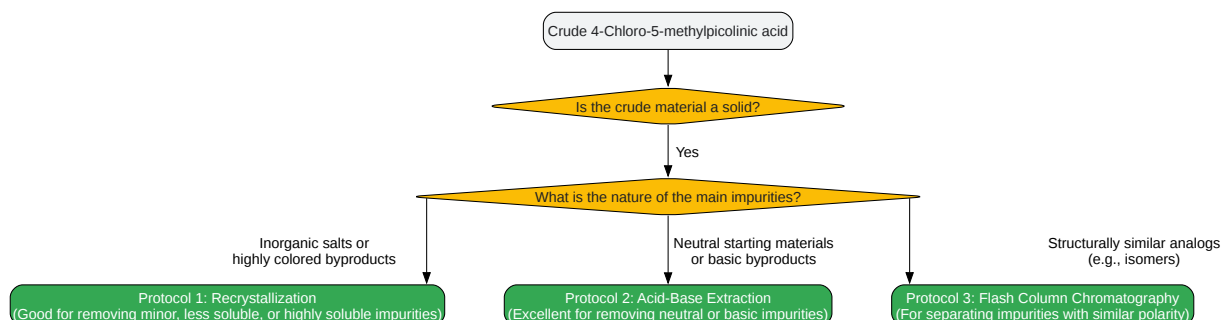 Crude 4-Chloro-5-methylpicolinic acid
Is the crude material a solid?
Yes
What is the nature of the main impurities?
Inorganic salts or
highly colored byproducts
Neutral starting materials
or basic byproducts
Structurally similar analogs
(e.g., isomers)
Protocol 1: Recrystallization
(Good for removing minor, less soluble, or highly soluble impurities)
Protocol 2: Acid-Base Extraction
(Excellent for removing neutral or basic impurities)
Protocol 3: Flash Column Chromatography
(For separating impurities with similar polarity)